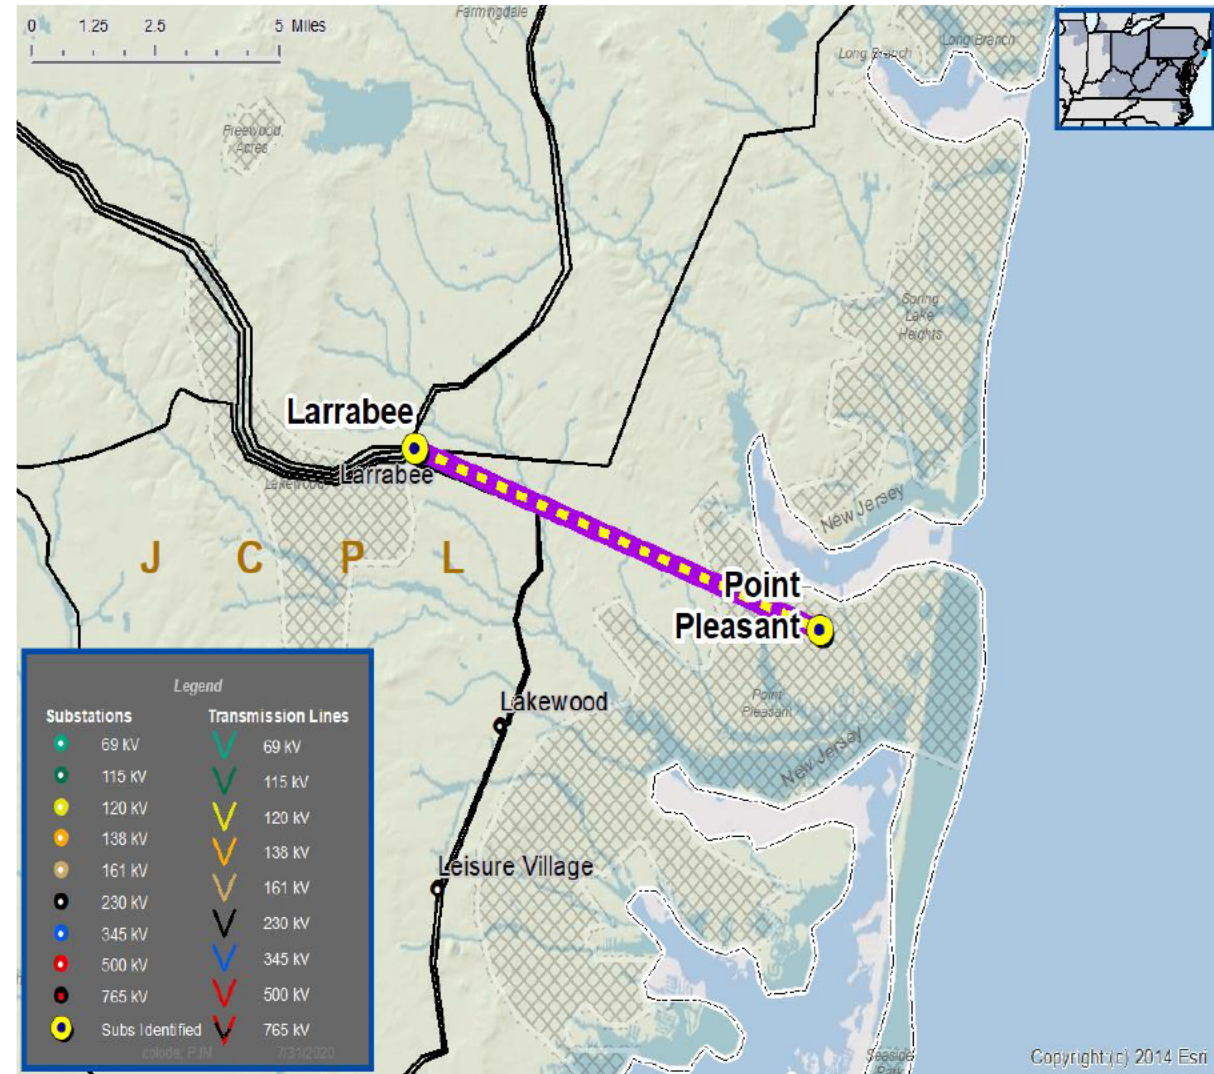 0 1.25 2.5 5 Miles
Farmingdale
Long Branch
Long Branch
Freewood
Acres
Spring
Lake
Heights
Larrabee
Larrabee
Lakewood
New Jersey
J C P L
Point
Pleasant
Point
Pleasant
Lakewood
New Jersey
Leisure Village
Legend
Substations Transmission Lines
69 kV 69 kV
115 kV 115 kV
120 kV 120 kV
138 kV 138 kV
161 kV 161 kV
230 kV 230 kV
345 kV 345 kV
500 kV 500 kV
765 kV 765 kV
Subs Identified
PJM 7/31/2020
Seaside
Park
Copyright:(c) 2014 Esri